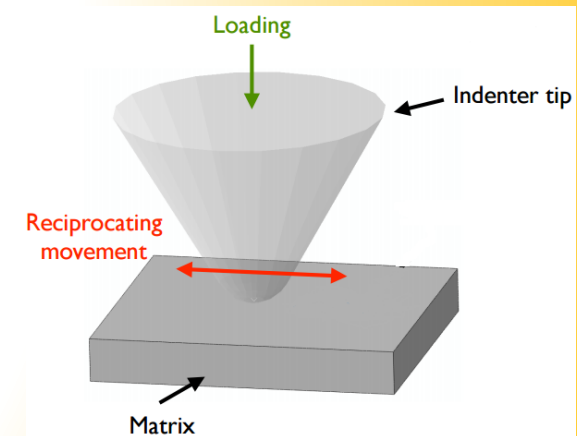 Loading
Indenter tip
Reciprocating
movement
Matrix